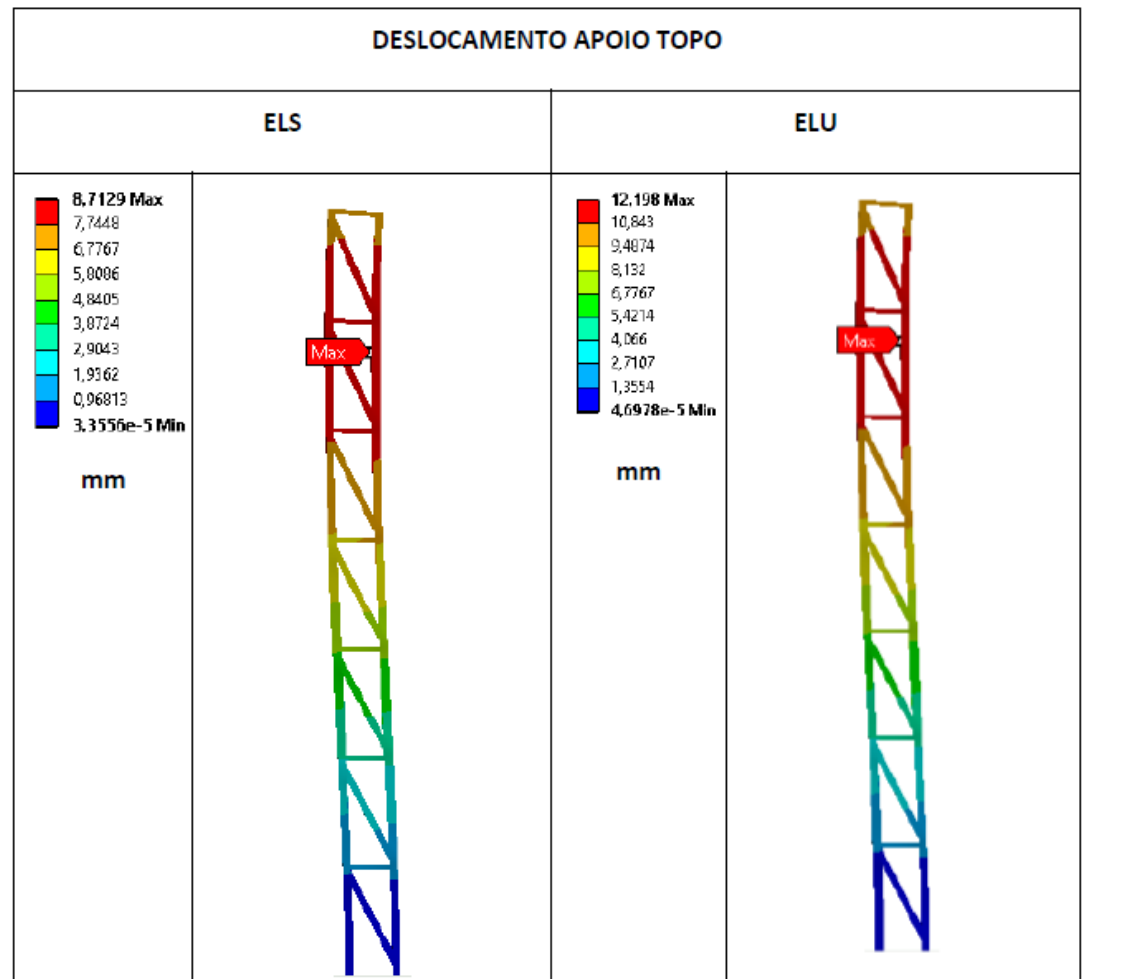 DESLOCAMENTO APOIO TOPO
ELS
ELU
8,7129 Max
7,7448
6,7767
5,8086
4,8405
3,8724
2,9043
1,9362
0,96813
3,3556e-5 Min
mm
Max
12,198 Max
10,843
9,4874
8,132
6,7767
5,4214
4,066
2,7107
1,3554
4,6978e-5 Min
mm
Max